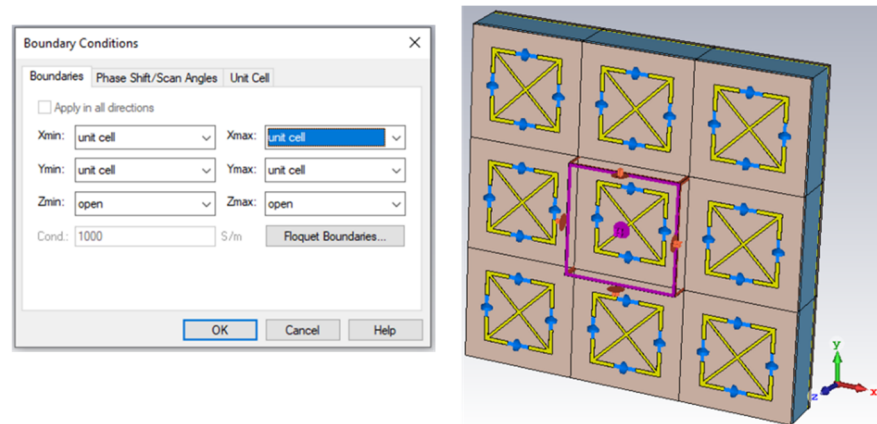 Boundary Conditions
Boundaries Phase Shift/Scan Angles Unit Cell
Apply in all directions
Xmin: unit cell Xmax: unit cell
Ymin: unit cell Ymax: unit cell
Zmin: open Zmax: open
Cond.: 1000 S/m Floquet Boundaries...
OK Cancel Help
y
z x